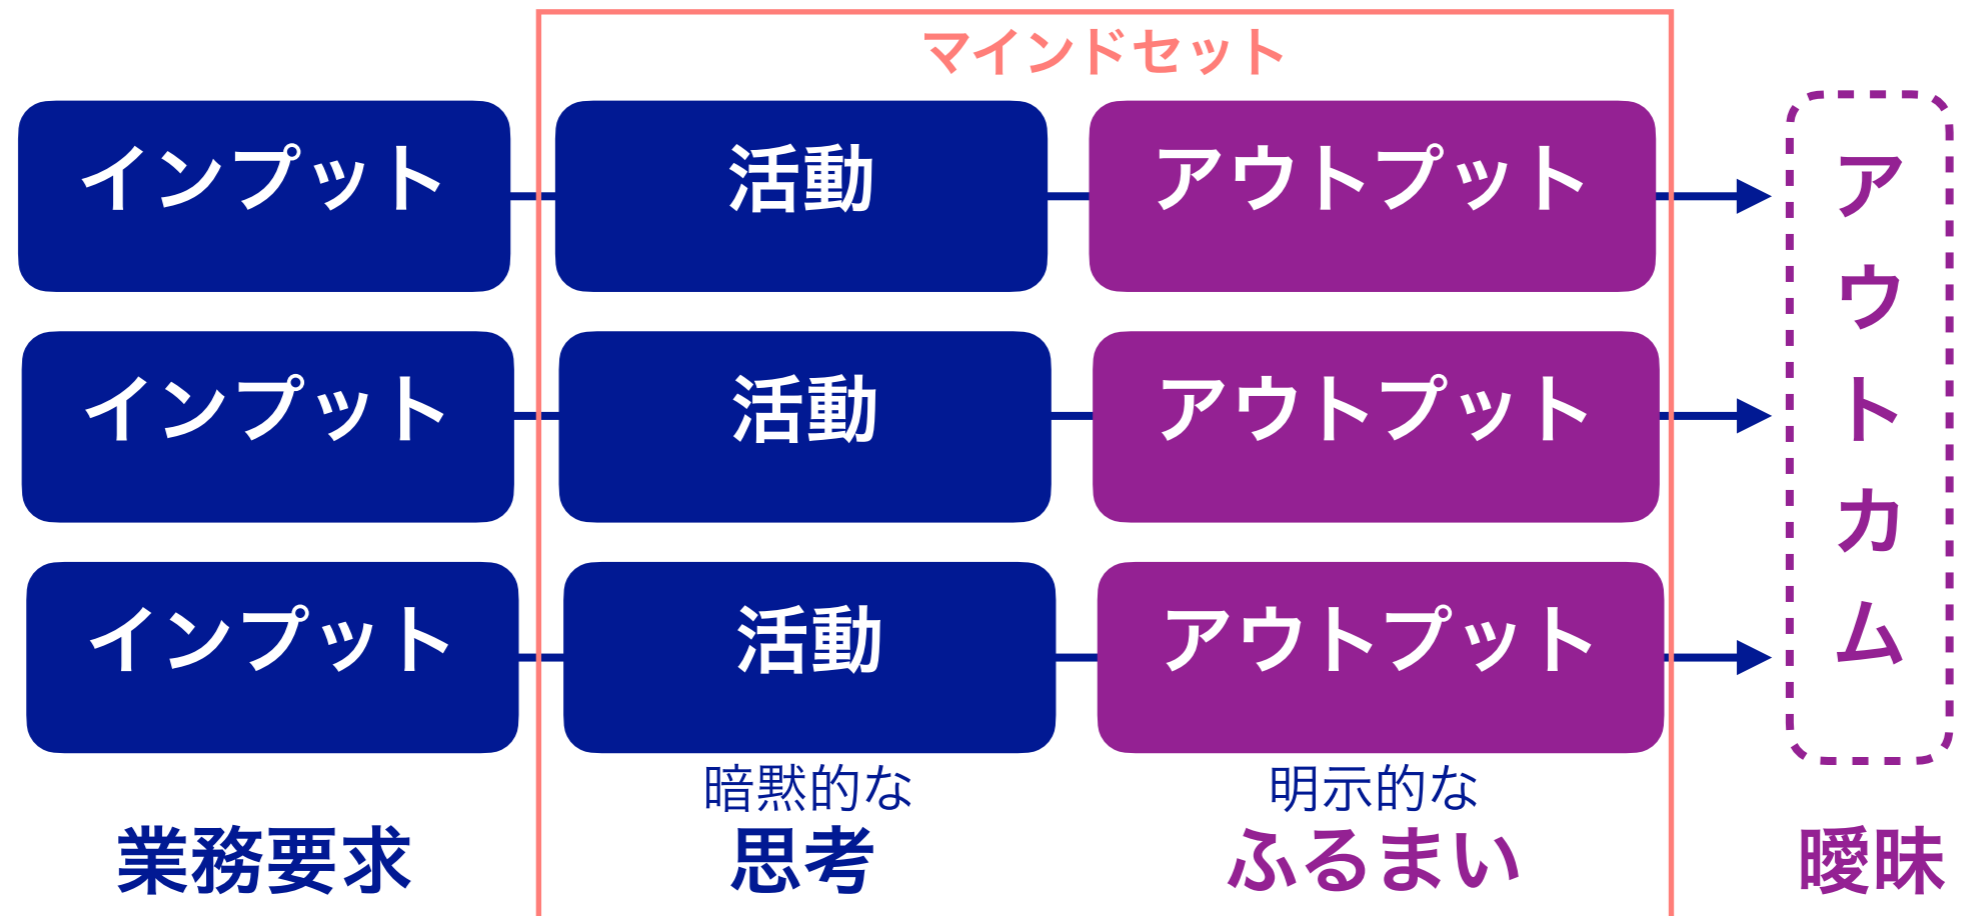 マインドセット
インプット
活動
アウトプット
インプット
活動
アウトプット
インプット
活動
アウトプット
アウトカム
業務要求
暗黙的な
思考
明示的な
ふるまい
曖昧